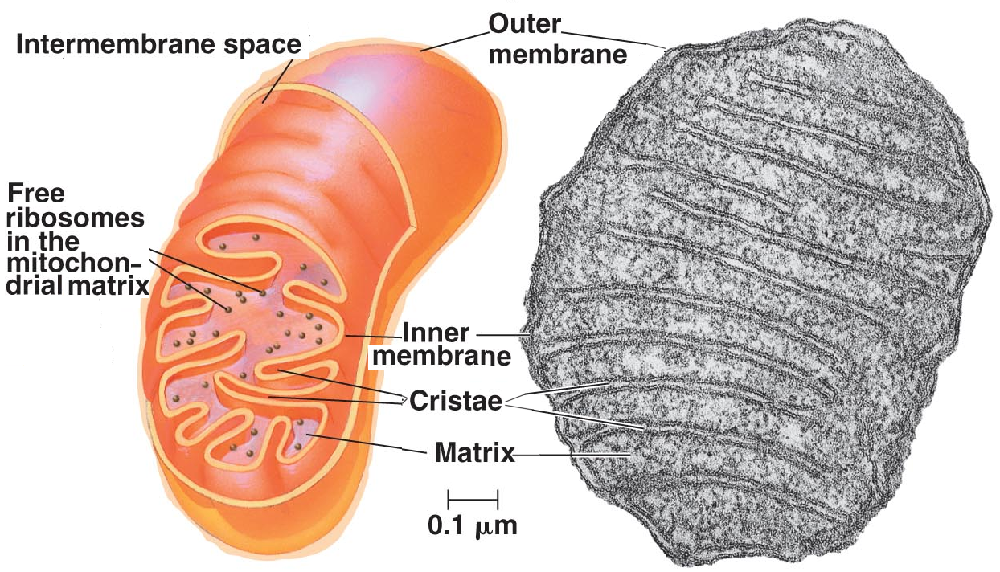 Intermembrane space
Outer
membrane
Free
ribosomes
in the
mitochon-
drial matrix
Inner
membrane
Cristae
Matrix
0.1 μm